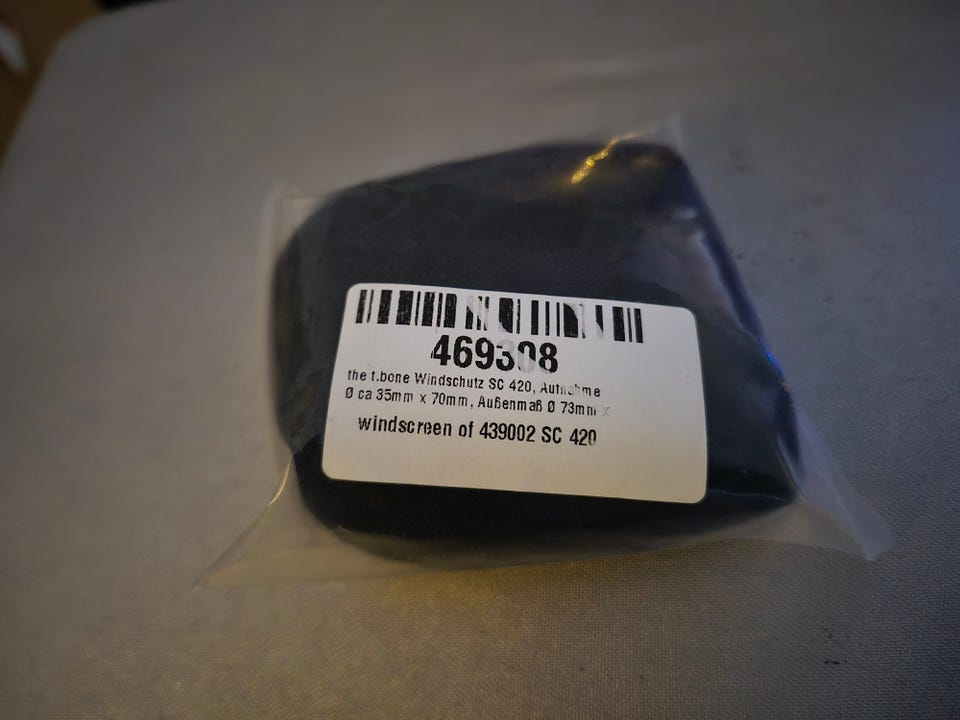 469308
the t.bone Windschutz SC 420, Aufnahme
Ø ca 35mm x 70mm, Außenmaß Ø 73mm x
windscreen of 439002 SC 420